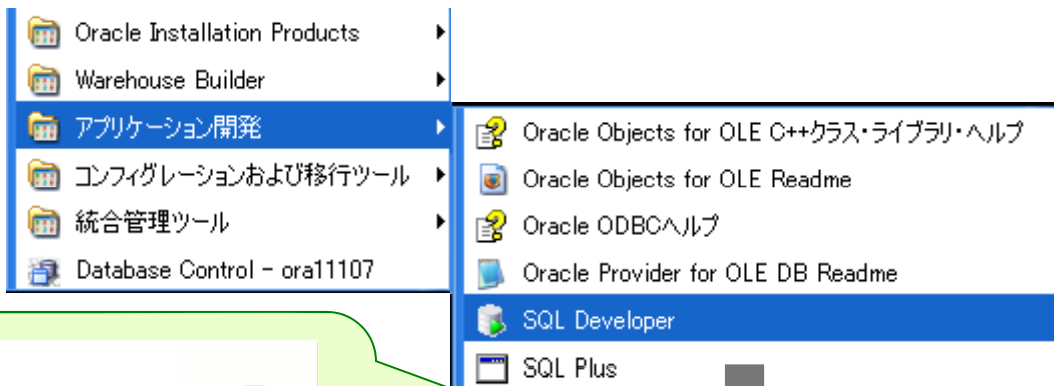 Oracle Installation Products
Warehouse Builder
アプリケーション開発
コンフィグレーションおよび移行ツール
統合管理ツール
Database Control - ora11107
Oracle Objects for OLE C++クラス・ライブラリ・ヘルプ
Oracle Objects for OLE Readme
Oracle ODBCヘルプ
Oracle Provider for OLE DB Readme
SQL Developer
SQL Plus